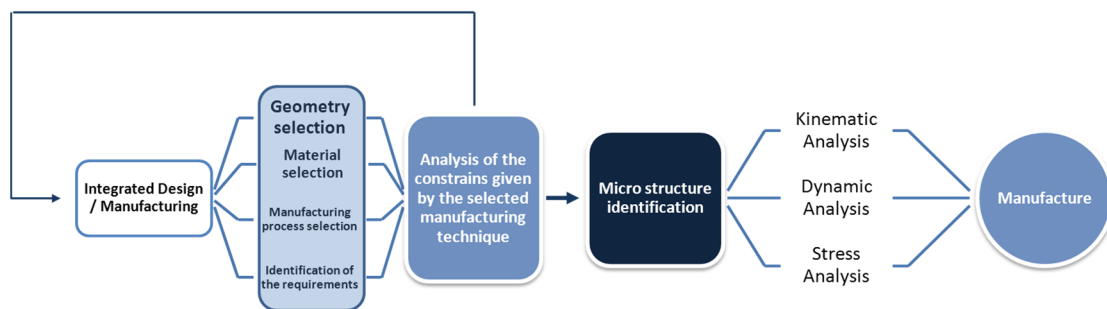 Integrated Design
/ Manufacturing
Geometry
selection
Material
selection
Manufacturing
process selection
Identification of
the requirements
Analysis of the
constrains given
by the selected
manufacturing
technique
Micro structure
identification
Kinematic
Analysis
Dynamic
Analysis
Stress
Analysis
Manufacture